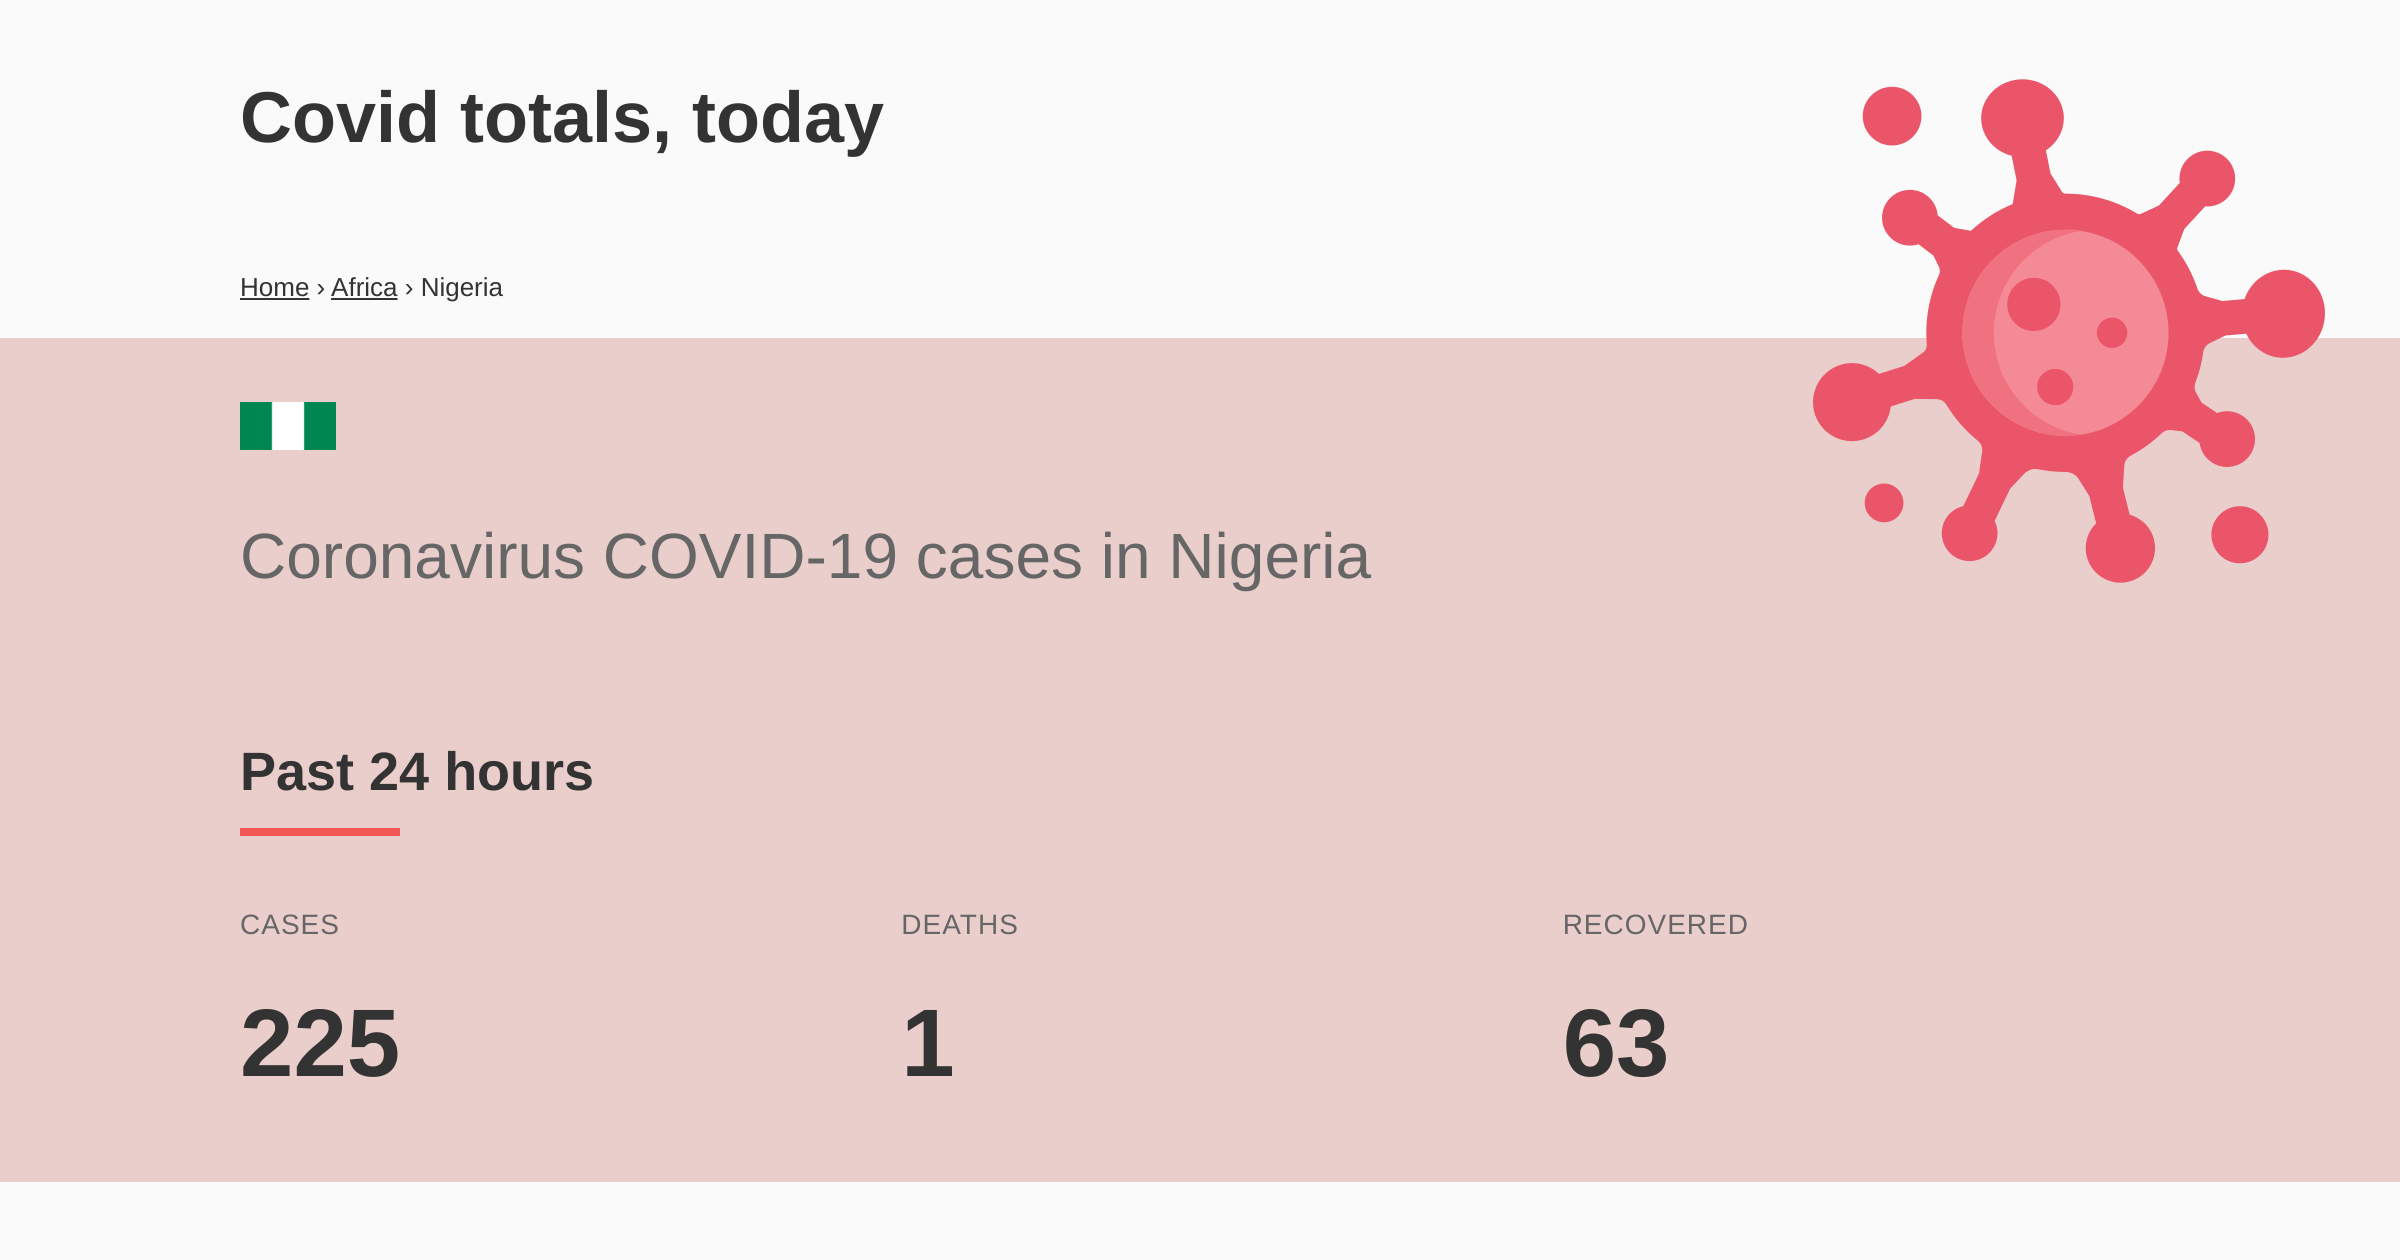 Covid totals, today
Home › Africa › Nigeria
Coronavirus COVID-19 cases in Nigeria
Past 24 hours
CASES DEATHS RECOVERED
225 1 63